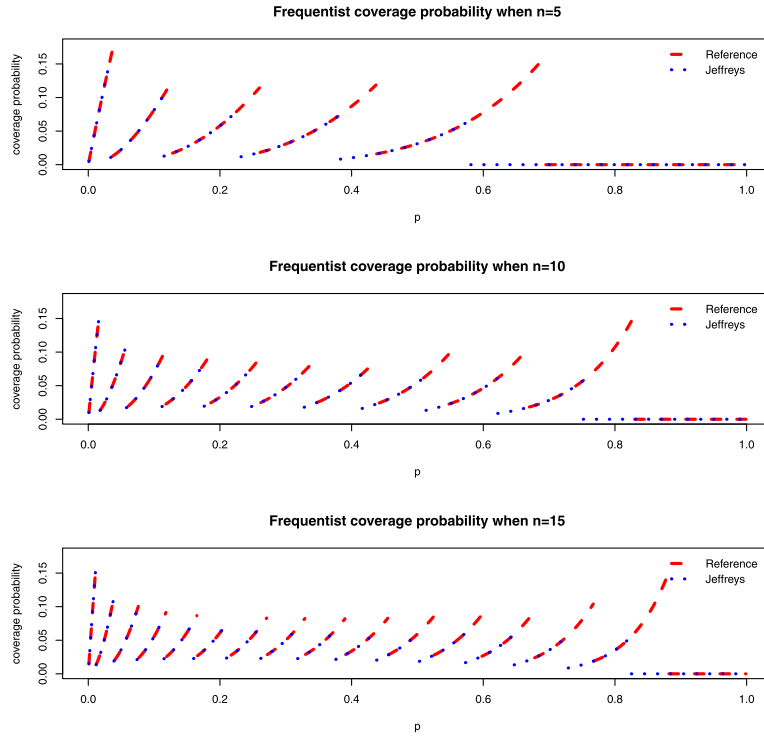 Frequentist coverage probability when n=5
coverage probability
0.00 0.05 0.10 0.15
Reference
Jeffreys
0.0 0.2 0.4 0.6 0.8 1.0
p
Frequentist coverage probability when n=10
coverage probability
0.00 0.05 0.10 0.15
Reference
Jeffreys
0.0 0.2 0.4 0.6 0.8 1.0
p
Frequentist coverage probability when n=15
coverage probability
0.00 0.05 0.10 0.15
Reference
Jeffreys
0.0 0.2 0.4 0.6 0.8 1.0
p